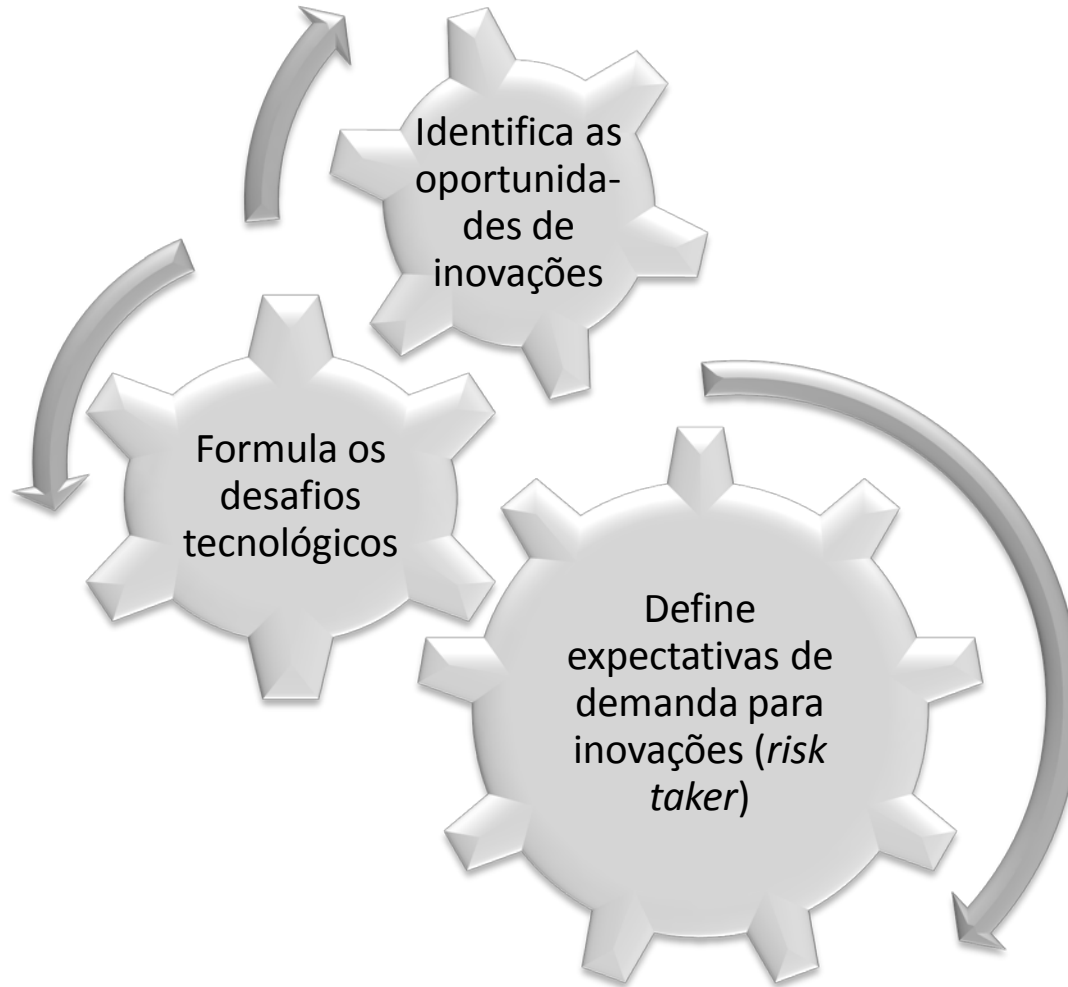 Identifica as
oportunida-
des de
inovações
Formula os
desafios
tecnológicos
Define
expectativas de
demanda para
inovações (risk
taker)